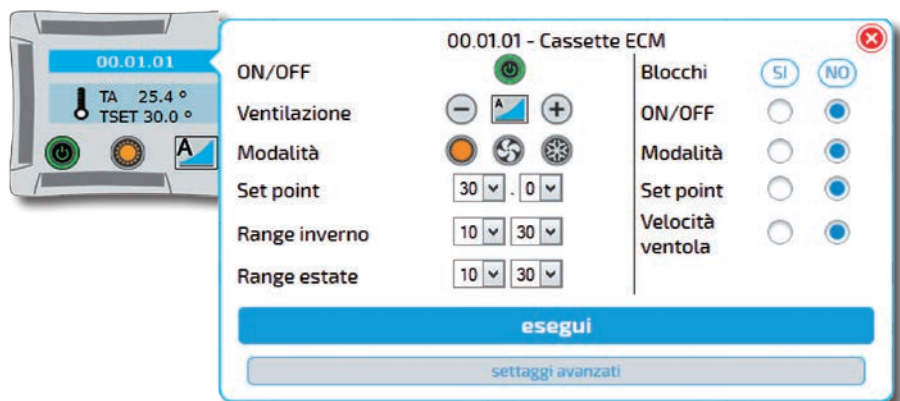 00.01.01
TA 25.4 °
TSET 30.0 °
A
00.01.01 - Cassette ECM
ON/OFF
Ventilazione
A
Modalità
Set point 30 . 0
Range inverno 10 30
Range estate 10 30
Blocchi SI NO
ON/OFF
Modalità
Set point
Velocità
ventola
esegui
settaggi avanzati